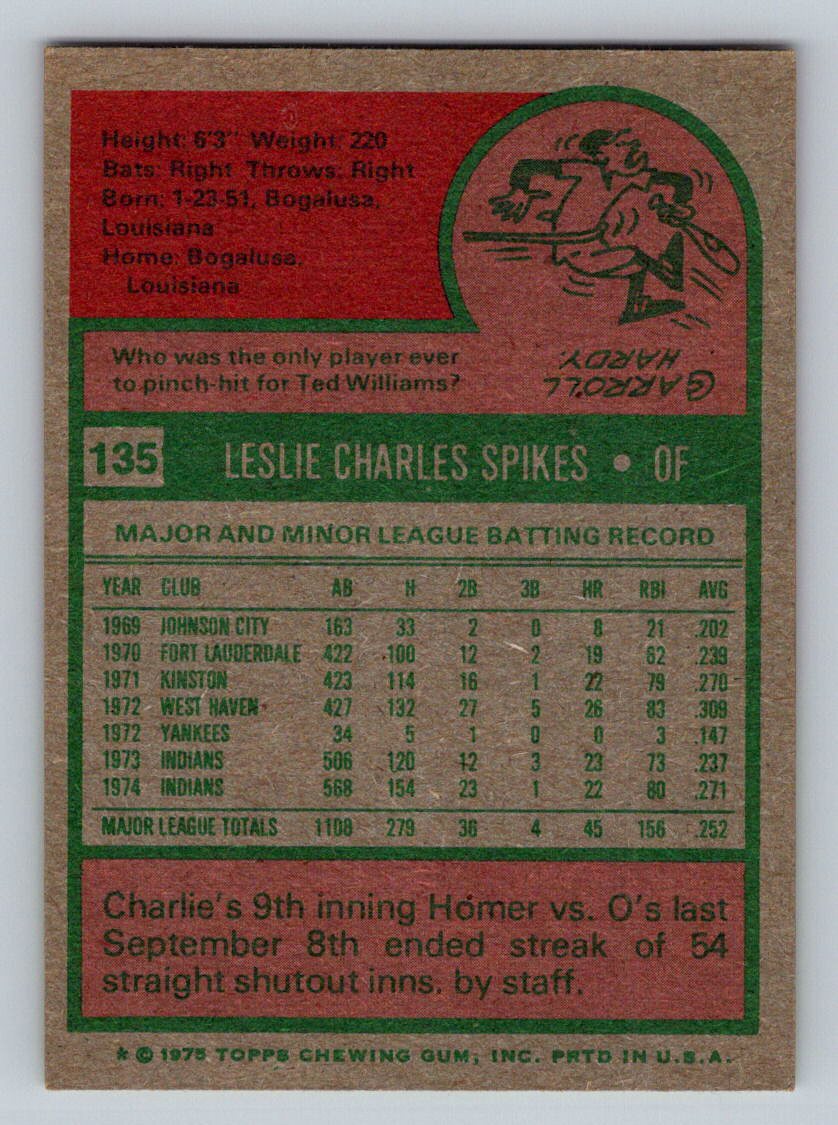 Height: 6'3" Weight: 220
Bats: Right Throws: Right
Born: 1-23-51, Bogalusa,
Louisiana
Home: Bogalusa,
Louisiana
Who was the only player ever
to pinch-hit for Ted Williams?
CARROLL
HARDY
135 LESLIE CHARLES SPIKES • OF
MAJOR AND MINOR LEAGUE BATTING RECORD
YEAR CLUB AB H 2B 3B HR RBI AVG
1969 JOHNSON CITY 163 33 2 0 8 21 .202
1970 FORT LAUDERDALE 422 100 12 2 19 62 .239
1971 KINSTON 423 114 16 1 22 79 .270
1972 WEST HAVEN 427 132 27 5 26 83 .309
1972 YANKEES 34 5 1 0 0 3 .147
1973 INDIANS 506 120 12 3 23 73 .237
1974 INDIANS 568 154 23 1 22 80 .271
MAJOR LEAGUE TOTALS 1108 279 36 4 45 156 .252
Charlie's 9th inning Homer vs. O's last
September 8th ended streak of 54
straight shutout inns. by staff.
* © 1975 TOPPS CHEWING GUM, INC. PRTD IN U.S.A.